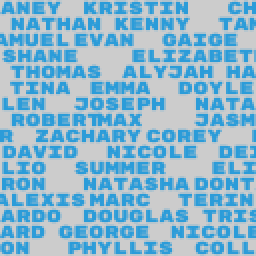 ANEY KRISTIN CH
NATHAN KENNY TAN
AMUEL EVAN GAIGE
SHANE ELIZABET
THOMAS ALYJAH HA
TINA EMMA DOYLE
LEN JOSEPH NATA
ROBERT MAX JASM
R ZACHARY COREY
DAVID NICOLE DE
LIO SUMMER ELI
RON NATASHA DONT
ALEXIS MARC TERIN
ARDO DOUGLAS TRIS
ARD GEORGE NICOLE
ON PHYLLIS COLL